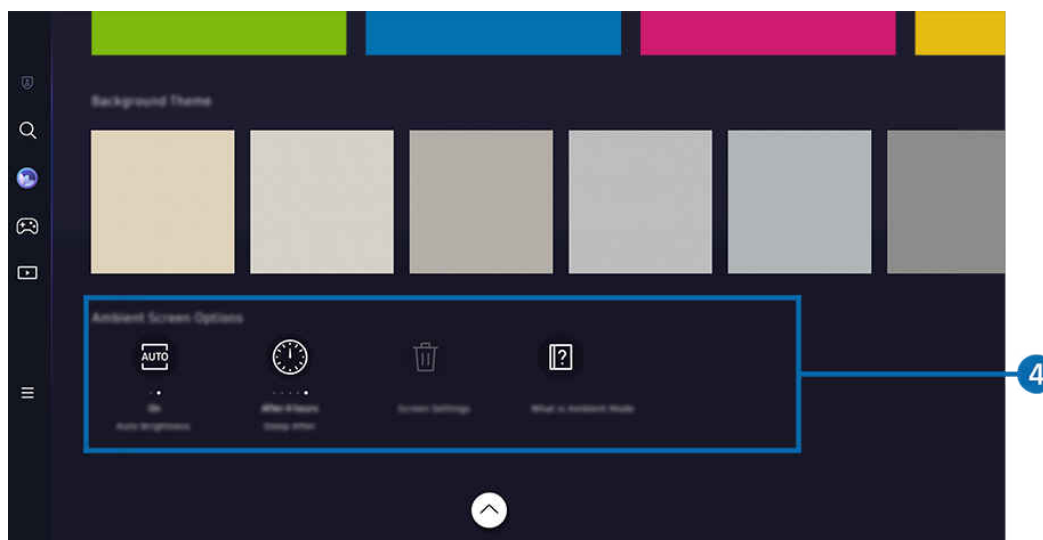 Background Theme
Ambient Screen Options
AUTO
On
After 4 hours
Auto Brightness
Sleep After
Screen Settings
What is Ambient Mode
4